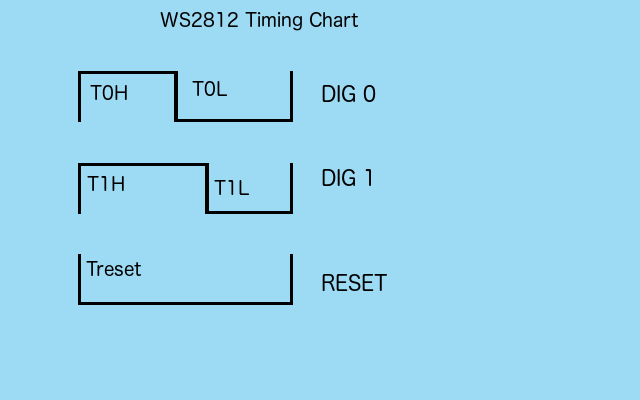 WS2812 Timing Chart
T0H
T0L
DIG 0
T1H
T1L
DIG 1
Treset
RESET